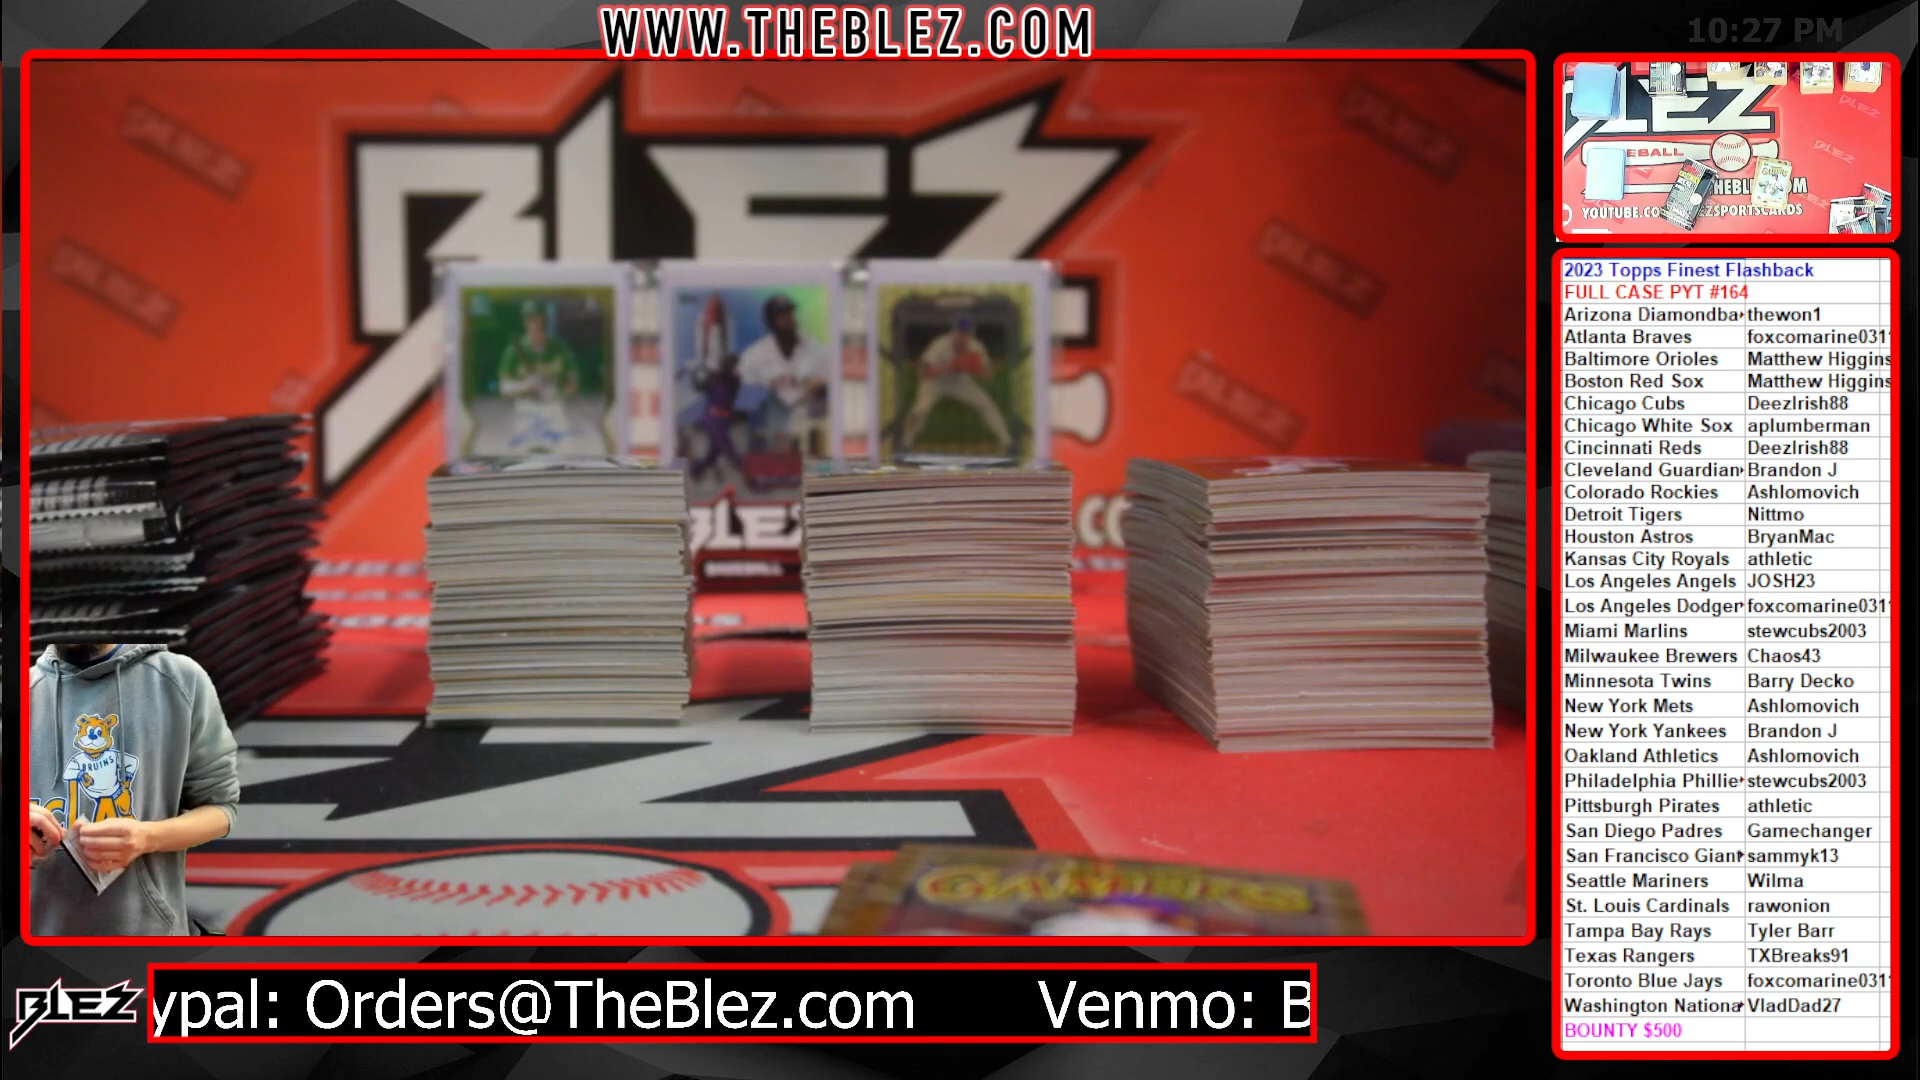 WWW.THEBLEZ.COM
10:27 PM
BLEZ
BLEZ
BRUINS
GAMERS
YOUTUBE.CO
2023 Topps Finest Flashback
FULL CASE PYT #164
Arizona Diamondba thewon1
Atlanta Braves foxcomarine031
Baltimore Orioles Matthew Higgins
Boston Red Sox Matthew Higgins
Chicago Cubs DeezIrish88
Chicago White Sox aplumberman
Cincinnati Reds DeezIrish88
Cleveland Guardian Brandon J
Colorado Rockies Ashlomovich
Detroit Tigers Nittmo
Houston Astros BryanMac
Kansas City Royals athletic
Los Angeles Angels JOSH23
Los Angeles Dodger foxcomarine031
Miami Marlins stewcubs2003
Milwaukee Brewers Chaos43
Minnesota Twins Barry Decko
New York Mets Ashlomovich
New York Yankees Brandon J
Oakland Athletics Ashlomovich
Philadelphia Phillie stewcubs2003
Pittsburgh Pirates athletic
San Diego Padres Gamechanger
San Francisco Giant sammyk13
Seattle Mariners Wilma
St. Louis Cardinals rawonion
Tampa Bay Rays Tyler Barr
Texas Rangers TXBreaks91
Toronto Blue Jays foxcomarine031
Washington Nationa VladDad27
BOUNTY $500
BLEZ
ypal: Orders@TheBlez.com Venmo: B